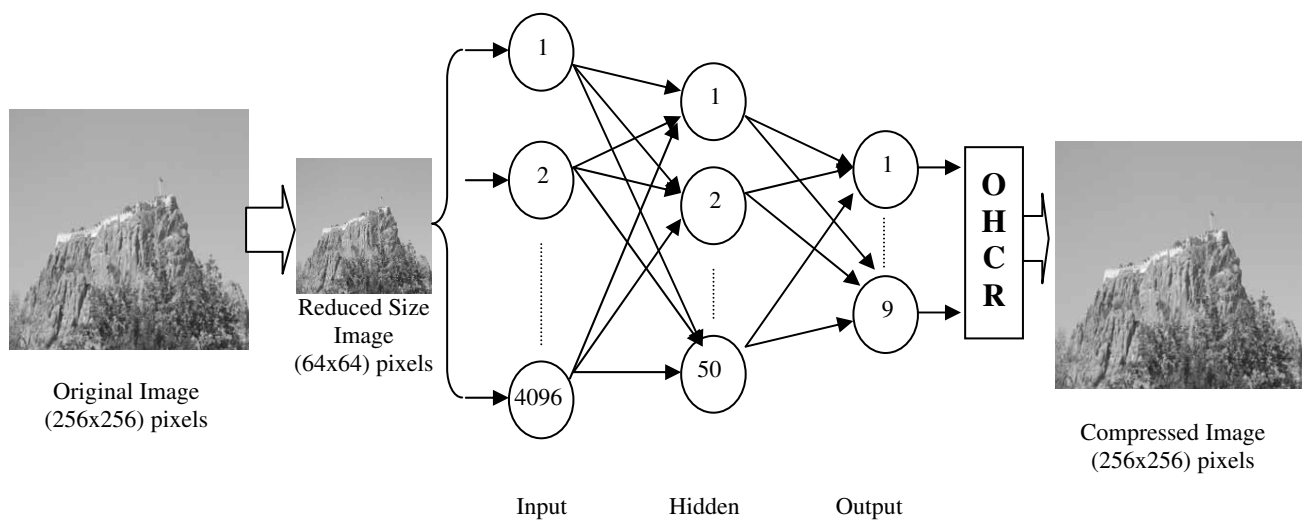 Original Image
(256x256) pixels
Reduced Size
Image
(64x64) pixels
1
2
4096
1
2
50
1
9
O
H
C
R
Compressed Image
(256x256) pixels
Input
Hidden
Output